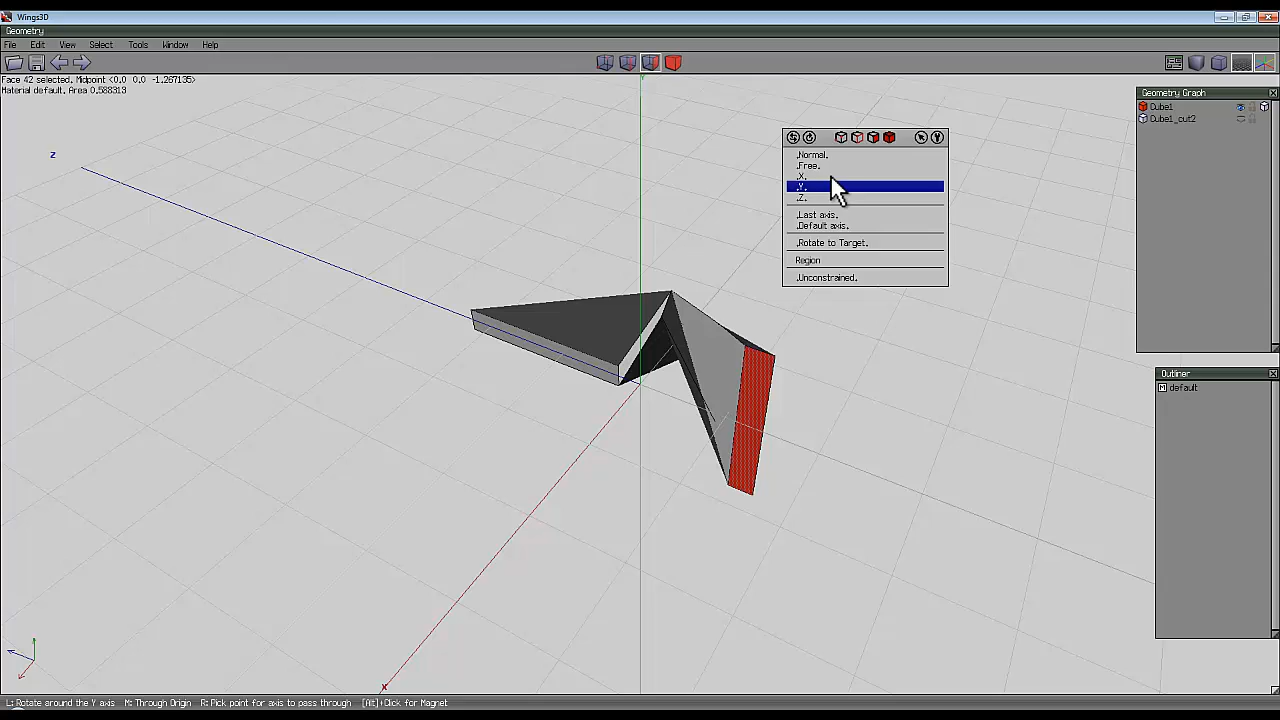 Wings3D
Geometry
File Edit View Select Tools Window Help
Face 42 selected. Midpoint <0.0 0.0 -1.267135>
Material default. Area 0.588313
Y
Z
X
.Normal.
.Free.
.X.
.Y.
.Z.
.Last axis.
.Default axis.
.Rotate to Target.
Region
.Unconstrained.
Geometry Graph
Cube1
Cube1_cut2
Outliner
M default
L:Rotate around the Y axis M: Through Origin R: Pick point for axis to pass through [Alt]+Click for Magnet